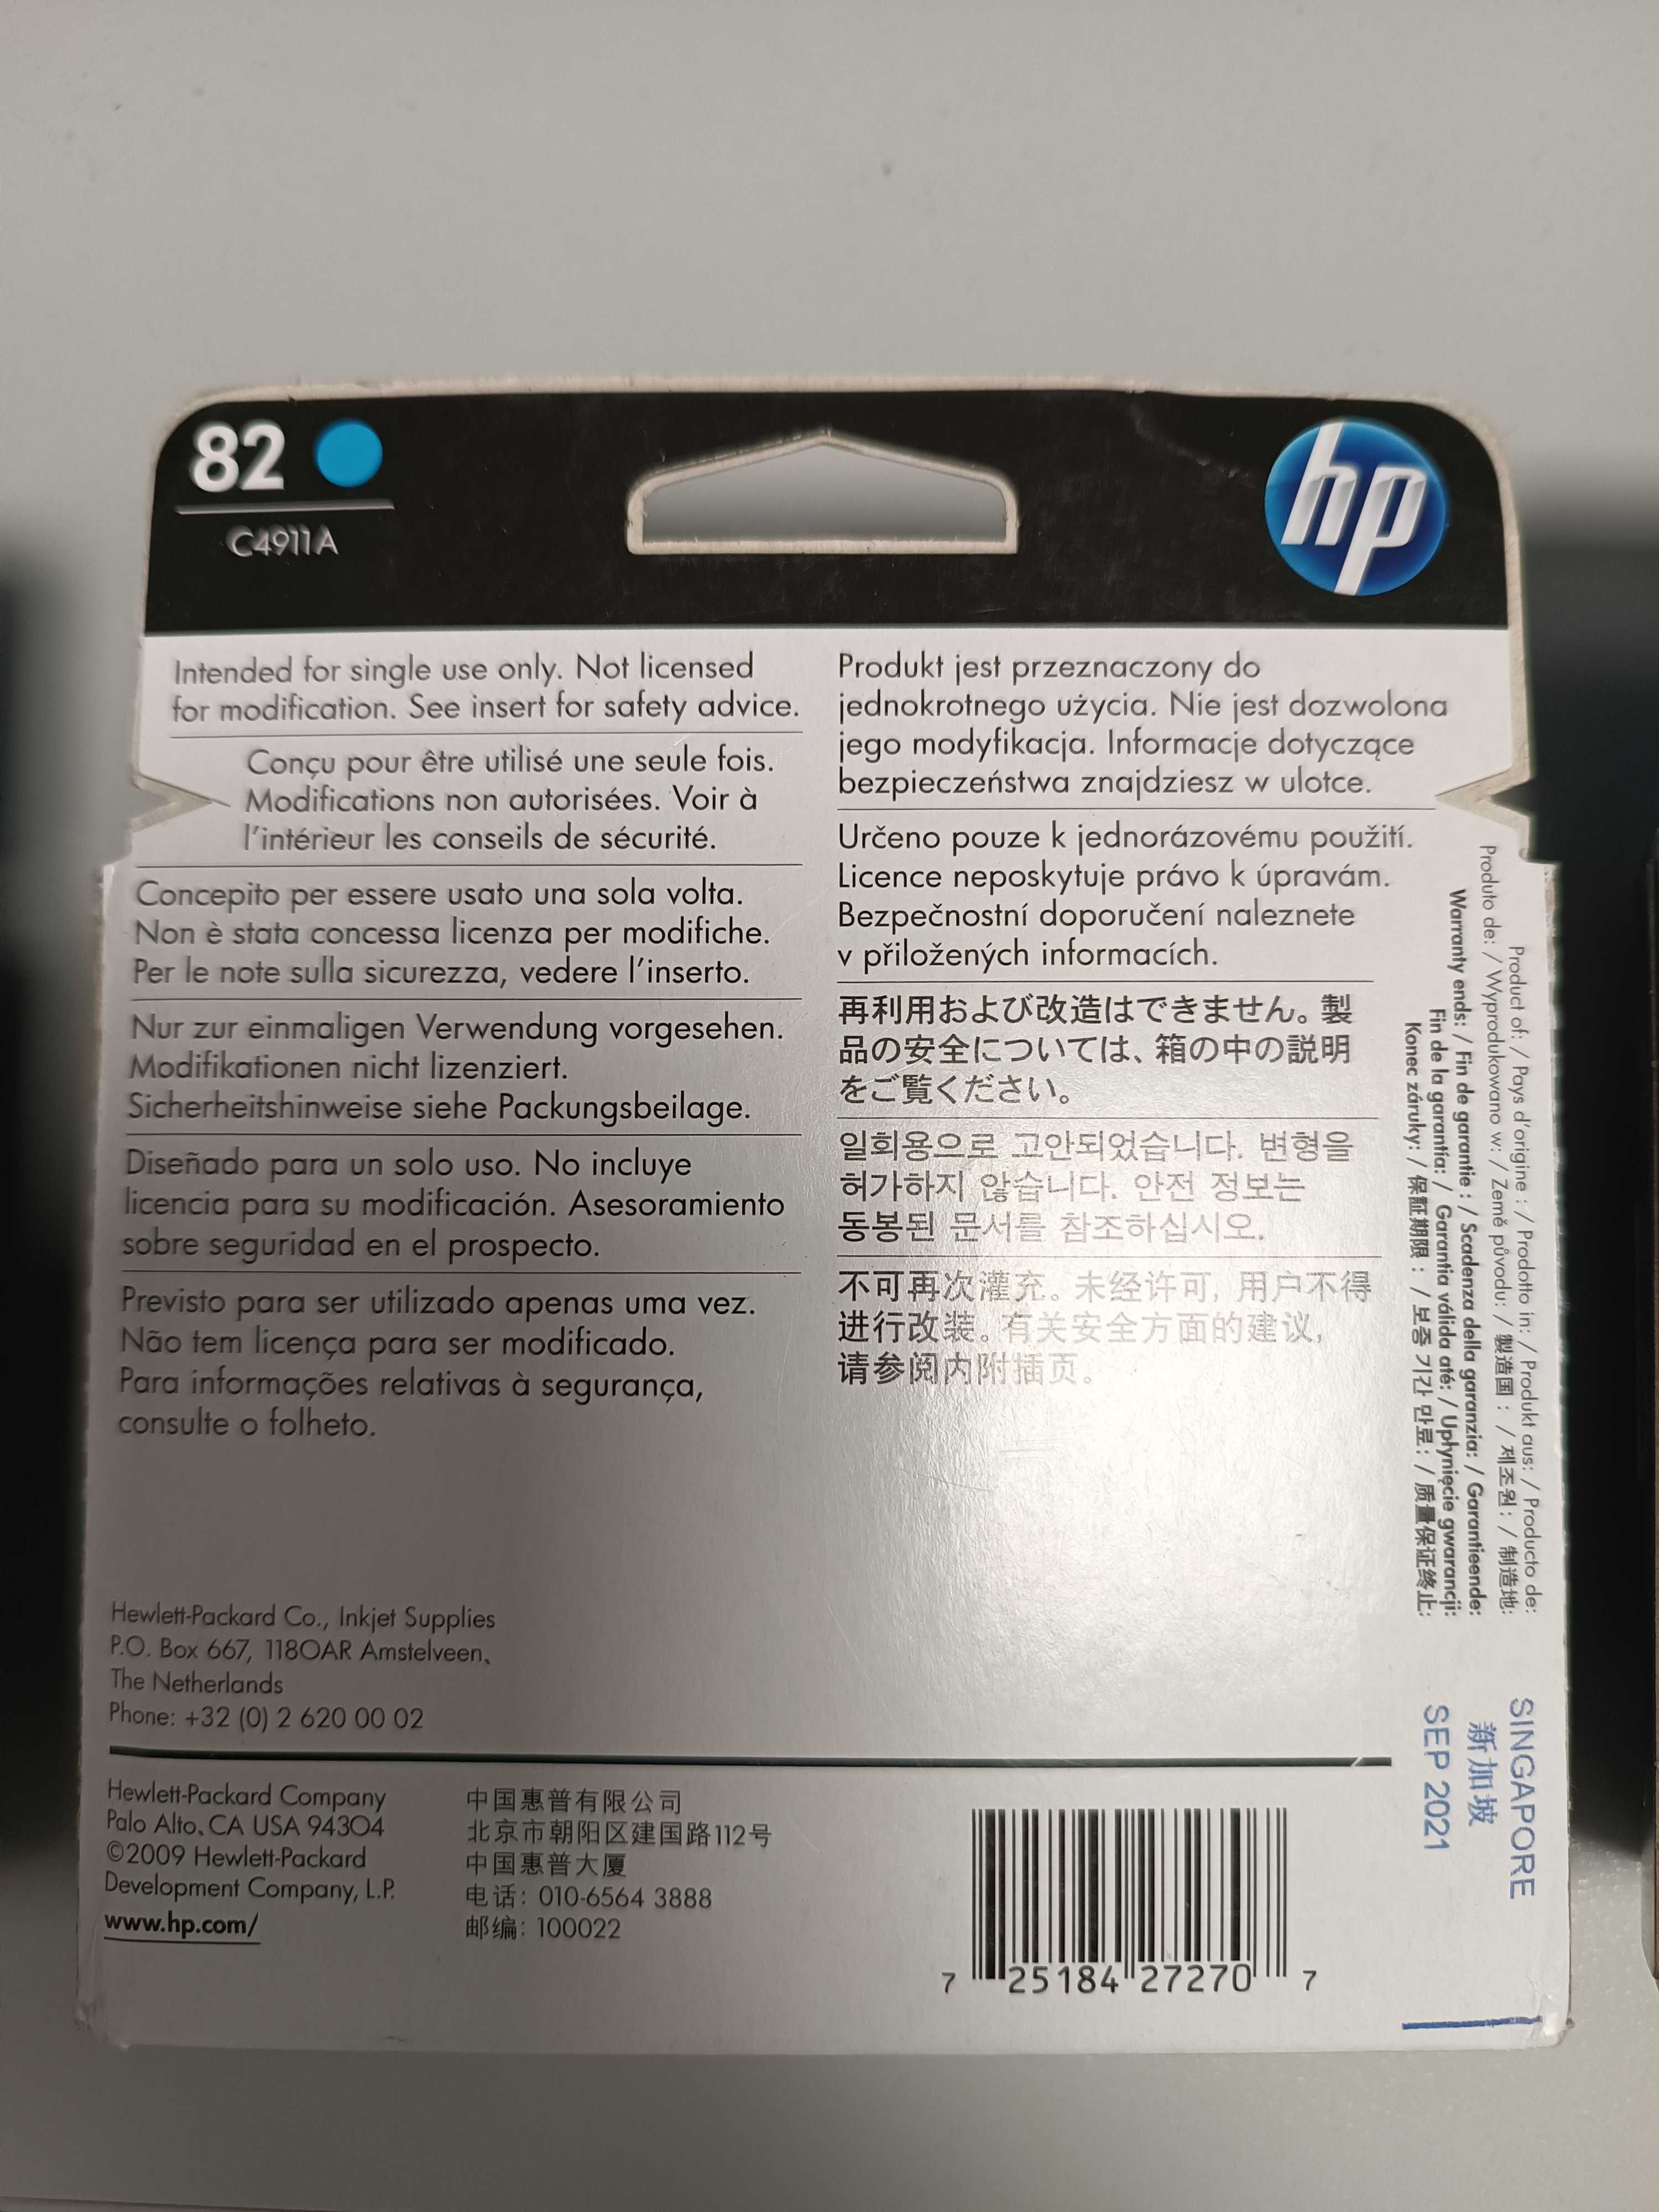 82
C4911A
hp
Intended for single use only. Not licensed
for modification. See insert for safety advice.
Conçu pour être utilisé une seule fois.
Modifications non autorisées. Voir à
l'intérieur les conseils de sécurité.
Concepito per essere usato una sola volta.
Non è stata concessa licenza per modifiche.
Per le note sulla sicurezza, vedere l'inserto.
Nur zur einmaligen Verwendung vorgesehen.
Modifikationen nicht lizenziert.
Sicherheitshinweise siehe Packungsbeilage.
Diseñado para un solo uso. No incluye
licencia para su modificación. Asesoramiento
sobre seguridad en el prospecto.
Previsto para ser utilizado apenas uma vez.
Não tem licença para ser modificado.
Para informações relativas à segurança,
consulte o folheto.
Produkt jest przeznaczony do
jednokrotnego użycia. Nie jest dozwolona
jego modyfikacja. Informacje dotyczące
bezpieczeństwa znajdziesz w ulotce.
Určeno pouze k jednorázovému použití.
Licence neposkytuje právo k úpravám.
Bezpečnostní doporučení naleznete
v přiložených informacích.
再利用および改造はできません。製
品の安全については、箱の中の説明
をご覧ください。
일회용으로 고안되었습니다. 변형을
허가하지 않습니다. 안전 정보는
동봉된 문서를 참조하십시오.
不可再次灌充。未经许可, 用户不得
进行改装。有关安全方面的建议,
请参阅内附插页。
Product of: / Pays d'origine : / Prodotto in: / Produkt aus: / Producto de:
Produto de: / Wyprodukowano w: / Země původu: / 製造国 : / 제조원: / 制造地:
Warranty ends: / Fin de garantie : / Scadenza della garanzia: / Garantieende:
Fin de la garantía: / Garantia válida até: / Upłynięcie gwarancji:
Konec záruky: / 保証期限 : / 보증 기간 만료: / 质量保证终止:
SINGAPORE
新加坡
SEP 2021
Hewlett-Packard Co., Inkjet Supplies
P.O. Box 667, 118OAR Amstelveen,
The Netherlands
Phone: +32 (0) 2 620 00 02
Hewlett-Packard Company
Palo Alto, CA USA 94304
©2009 Hewlett-Packard
Development Company, L.P.
www.hp.com/
中国惠普有限公司
北京市朝阳区建国路112号
中国惠普大厦
电话: 010-6564 3888
邮编: 100022
7 25184 27270 7